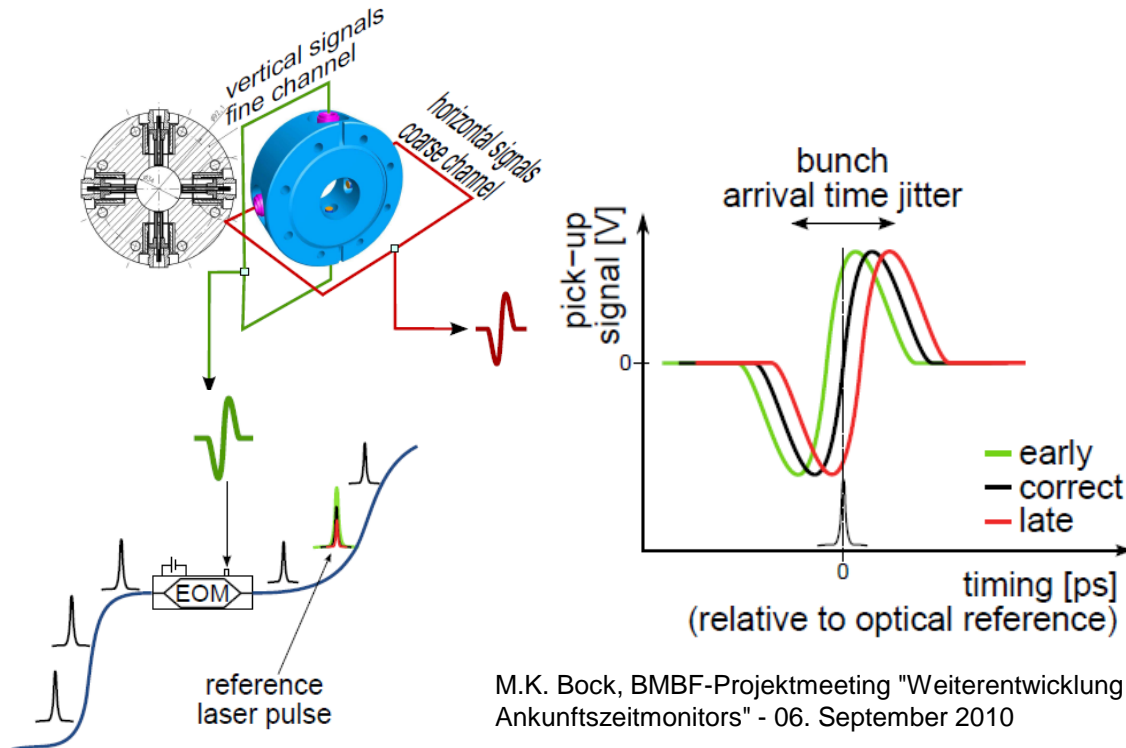 vertical signals
fine channel
horizontal signals
coarse channel
EOM
reference
laser pulse
bunch
arrival time jitter
pick-up
signal [V]
0
early
correct
late
0
timing [ps]
(relative to optical reference)
M.K. Bock, BMBF-Projektmeeting "Weiterentwicklung
Ankunftszeitmonitors" - 06. September 2010